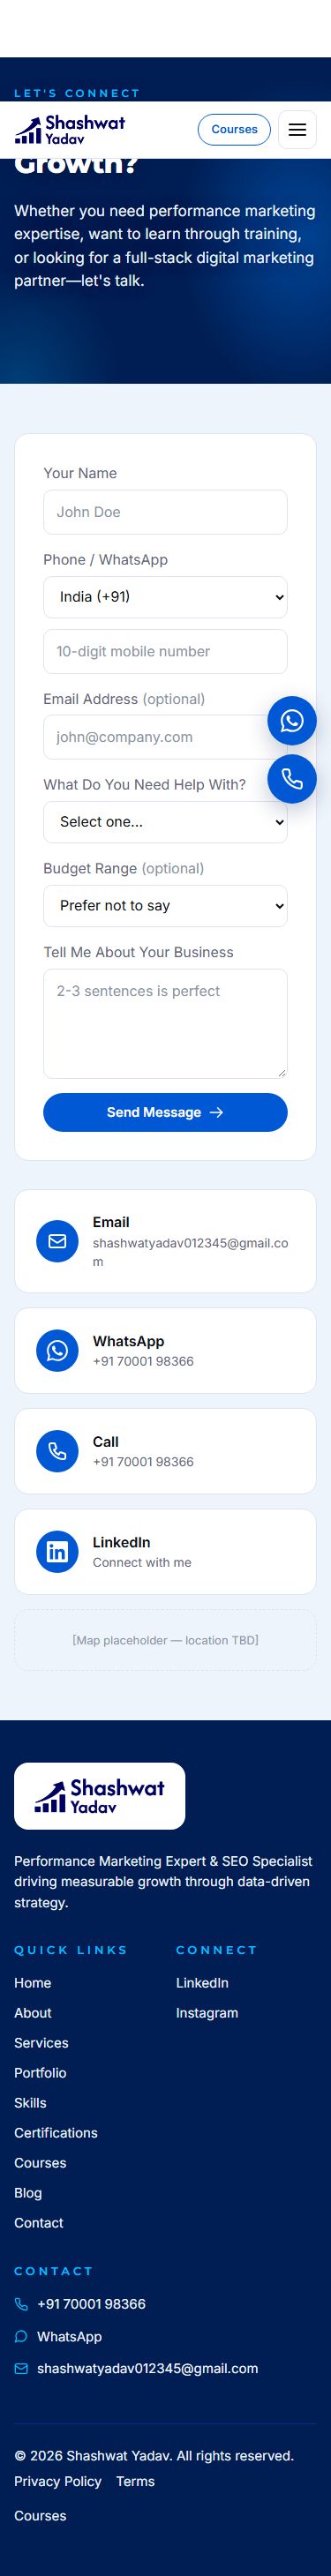 LET'S CONNECT
Shashwat
Yadav
Courses
Growth?
Whether you need performance marketing
expertise, want to learn through training,
or looking for a full-stack digital marketing
partner—let's talk.
Your Name
John Doe
Phone / WhatsApp
India (+91)
10-digit mobile number
Email Address (optional)
john@company.com
What Do You Need Help With?
Select one...
Budget Range (optional)
Prefer not to say
Tell Me About Your Business
2-3 sentences is perfect
Send Message →
Email
shashwatyadav012345@gmail.co
m
WhatsApp
+91 70001 98366
Call
+91 70001 98366
LinkedIn
Connect with me
[Map placeholder — location TBD]
Shashwat
Yadav
Performance Marketing Expert & SEO Specialist
driving measurable growth through data-driven
strategy.
QUICK LINKS
Home
About
Services
Portfolio
Skills
Certifications
Courses
Blog
Contact
CONNECT
LinkedIn
Instagram
CONTACT
+91 70001 98366
WhatsApp
shashwatyadav012345@gmail.com
© 2026 Shashwat Yadav. All rights reserved.
Privacy Policy Terms
Courses